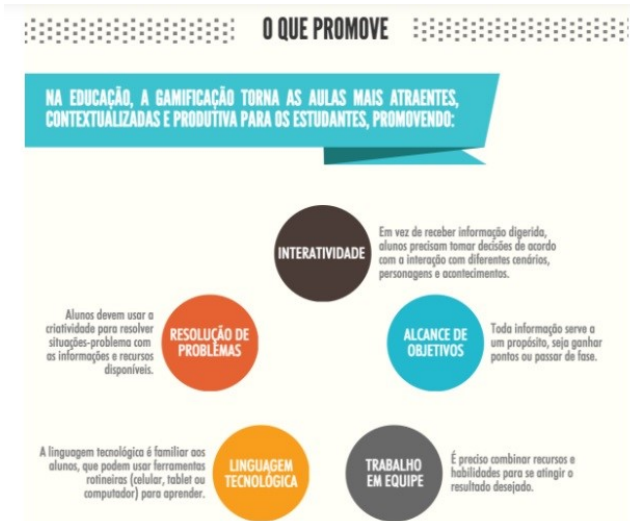 O QUE PROMOVE
NA EDUCAÇÃO, A GAMIFICAÇÃO TORNA AS AULAS MAIS ATRAENTES,
CONTEXTUALIZADAS E PRODUTIVA PARA OS ESTUDANTES, PROMOVENDO:
INTERATIVIDADE
Em vez de receber informação digerida,
alunos precisam tomar decisões de acordo
com a interação com diferentes cenários,
personagens e acontecimentos.
Alunos devem usar a
criatividade para resolver
situações-problema com
as informações e recursos
disponíveis.
RESOLUÇÃO DE
PROBLEMAS
ALCANCE DE
OBJETIVOS
Toda informação serve a
um propósito, seja ganhar
pontos ou passar de fase.
A linguagem tecnológica é familiar aos
alunos, que podem usar ferramentas
rotineiras (celular, tablet ou
computador) para aprender.
LINGUAGEM
TECNOLÓGICA
TRABALHO
EM EQUIPE
É preciso combinar recursos e
habilidades para se atingir o
resultado desejado.